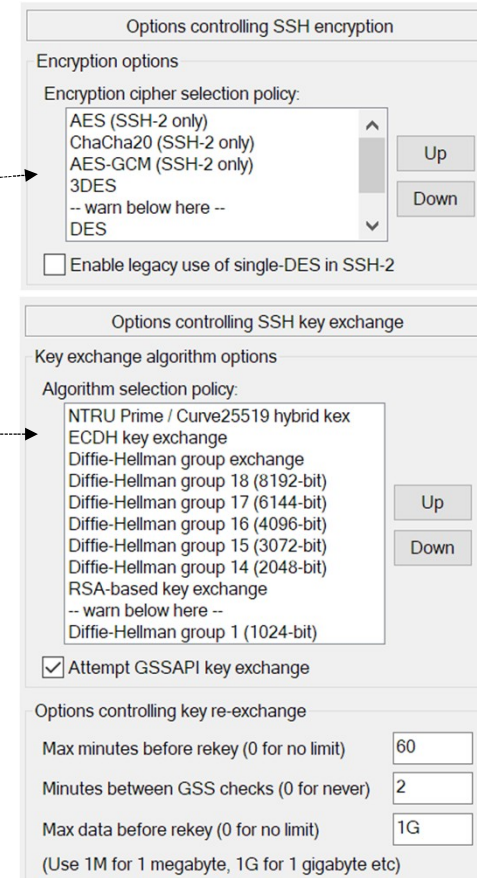 Options controlling SSH encryption
Encryption options
Encryption cipher selection policy:
AES (SSH-2 only)
ChaCha20 (SSH-2 only)
AES-GCM (SSH-2 only)
3DES
-- warn below here --
DES
Up
Down
Enable legacy use of single-DES in SSH-2
Options controlling SSH key exchange
Key exchange algorithm options
Algorithm selection policy:
NTRU Prime / Curve25519 hybrid kex
ECDH key exchange
Diffie-Hellman group exchange
Diffie-Hellman group 18 (8192-bit)
Diffie-Hellman group 17 (6144-bit)
Diffie-Hellman group 16 (4096-bit)
Diffie-Hellman group 15 (3072-bit)
Diffie-Hellman group 14 (2048-bit)
RSA-based key exchange
-- warn below here --
Diffie-Hellman group 1 (1024-bit)
Up
Down
Attempt GSSAPI key exchange
Options controlling key re-exchange
Max minutes before rekey (0 for no limit) 60
Minutes between GSS checks (0 for never) 2
Max data before rekey (0 for no limit) 1G
(Use 1M for 1 megabyte, 1G for 1 gigabyte etc)